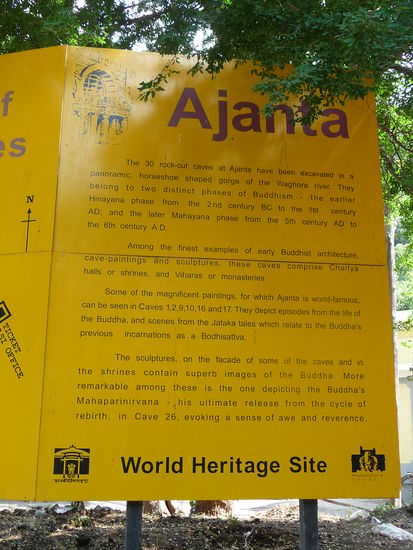 f
es
N
TICKET
ST OFFICE
Ajanta
The 30 rock-cut caves at Ajanta have been excavated in a
panoramic, horseshoe shaped gorge of the Waghora river. They
belong to two distinct phases of Buddhism - the earlier
Hinayana phase from the 2nd century BC to the 1st century
AD; and the later Mahayana phase from the 5th century AD to
the 6th century A D.
Among the finest examples of early Buddhist architecture,
cave-paintings and sculptures, these caves comprise Chaitya
halls or shrines, and Viharas or monasteries.
Some of the magnificent paintings, for which Ajanta is world-famous,
can be seen in Caves 1,2,9,10,16 and 17. They depict episodes from the life of
the Buddha, and scenes from the Jataka tales which relate to the Buddha's
previous incarnations as a Bodhisattva.
The sculptures, on the facade of some of the caves and in
the shrines contain superb images of the Buddha. More
remarkable among these is the one depicting the Buddha's
Mahaparinirvana - his ultimate release from the cycle of
rebirth, in Cave 26, evoking a sense of awe and reverence.
World Heritage Site